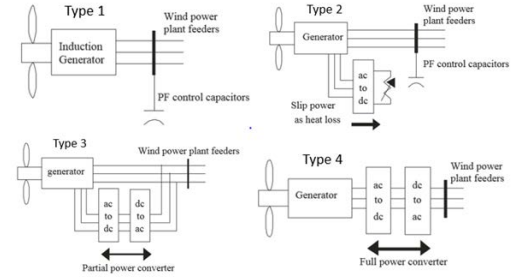 Type 1
Wind power
plant feeders
Induction
Generator
PF control capacitors
Type 2
Wind power
plant feeders
Generator
PF control capacitors
ac
to
dc
Slip power
as heat loss
Type 3
Wind power plant feeders
generator
ac
to
dc
dc
to
ac
Partial power converter
Type 4
Wind power
plant feeders
Generator
ac
to
dc
dc
to
ac
Full power converter